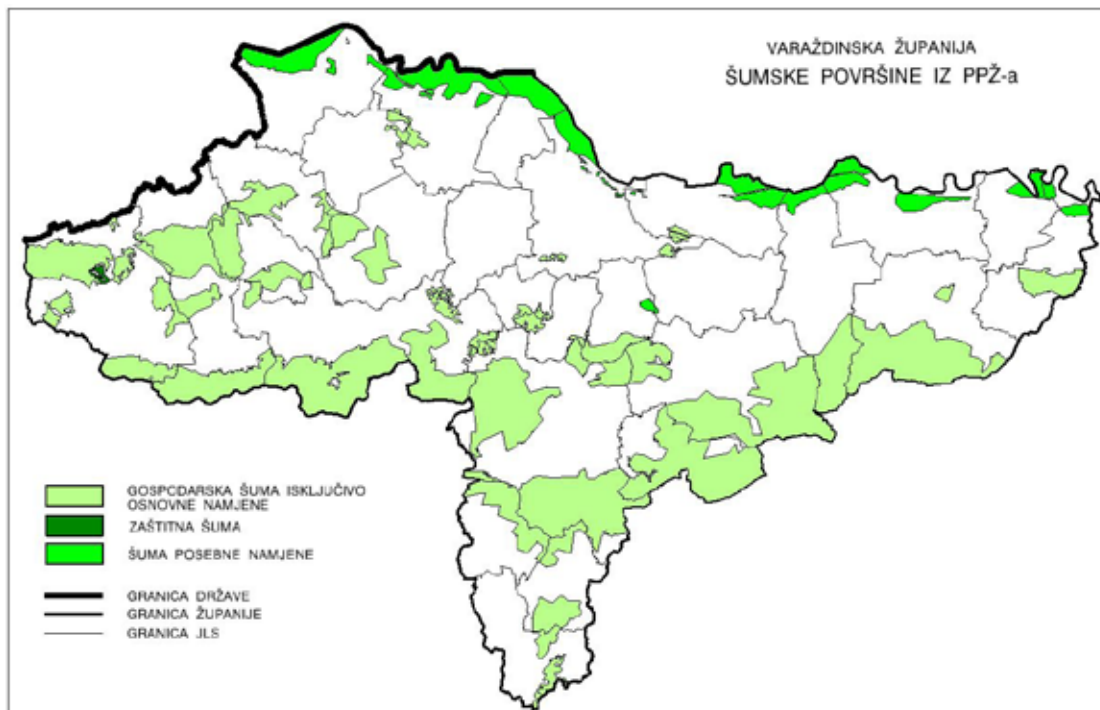 VARAŽDINSKA ŽUPANIJA
ŠUMSKE POVRŠINE IZ PPŽ-a
GOSPODARSKA ŠUMA ISKLJUČIVO
OSNOVNE NAMJENE
ZAŠTITNA ŠUMA
ŠUMA POSEBNE NAMJENE
GRANICA DRŽAVE
GRANICA ŽUPANIJE
GRANICA JLS